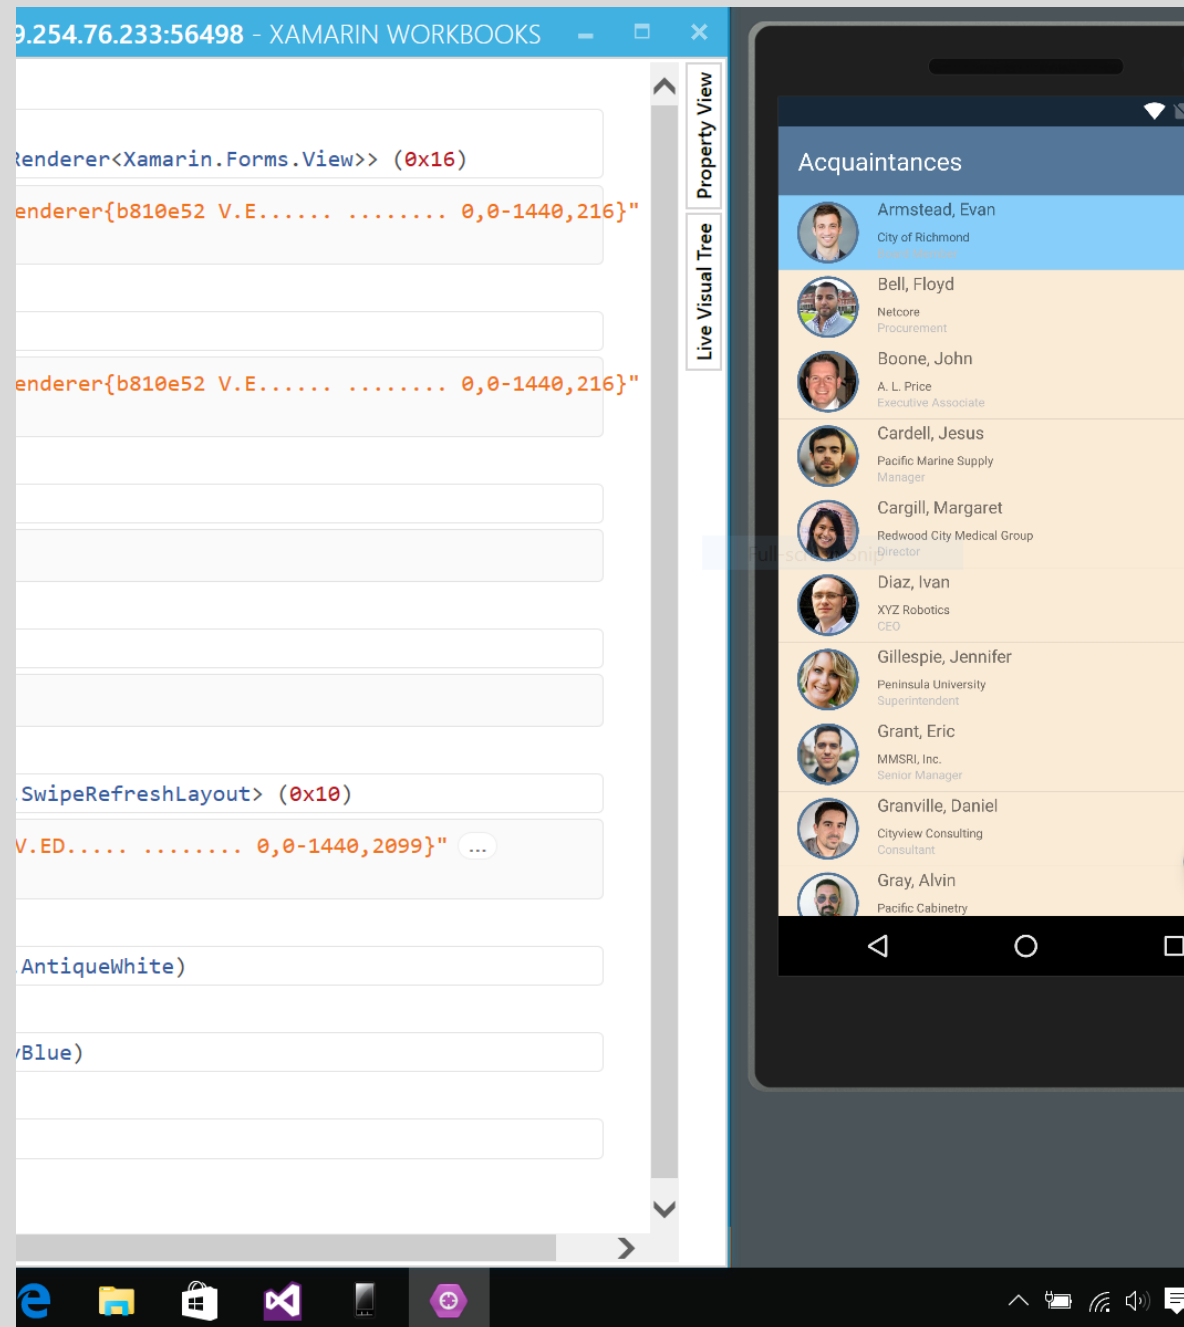 9.254.76.233:56498 - XAMARIN WORKBOOKS
Renderer<Xamarin.Forms.View>> (0x16)
enderer{b810e52 V.E...... ........ 0,0-1440,216}"
enderer{b810e52 V.E...... ........ 0,0-1440,216}"
.SwipeRefreshLayout> (0x10)
V.ED..... ........ 0,0-1440,2099}" ...
.AntiqueWhite)
yBlue)
Property View
Live Visual Tree
Acquaintances
Armstead, Evan
City of Richmond
Bell, Floyd
Netcore
Procurement
Boone, John
A. L. Price
Executive Associate
Cardell, Jesus
Pacific Marine Supply
Manager
Cargill, Margaret
Redwood City Medical Group
Director
Diaz, Ivan
XYZ Robotics
CEO
Gillespie, Jennifer
Peninsula University
Superintendent
Grant, Eric
MMSRI, Inc.
Senior Manager
Granville, Daniel
Cityview Consulting
Consultant
Gray, Alvin
Pacific Cabinetry